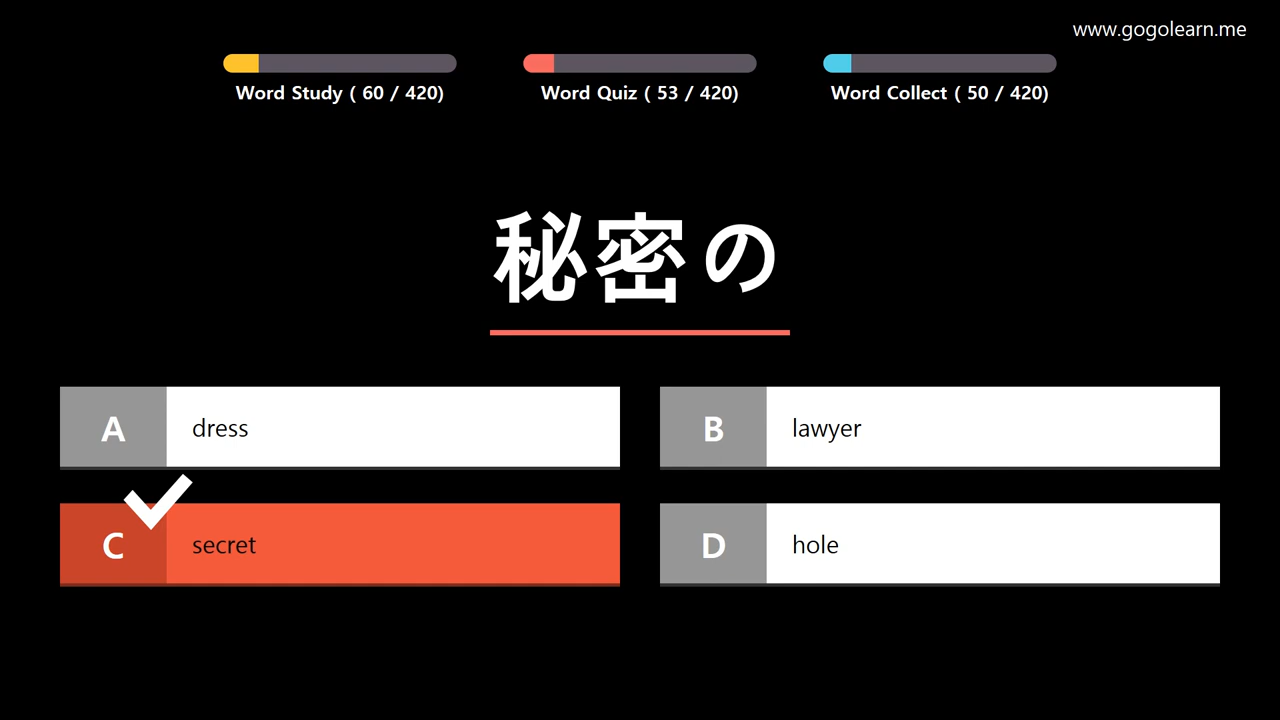 www.gogolearn.me
Word Study ( 60 / 420)
Word Quiz ( 53 / 420)
Word Collect ( 50 / 420)
秘密の
A dress
B lawyer
C secret
D hole